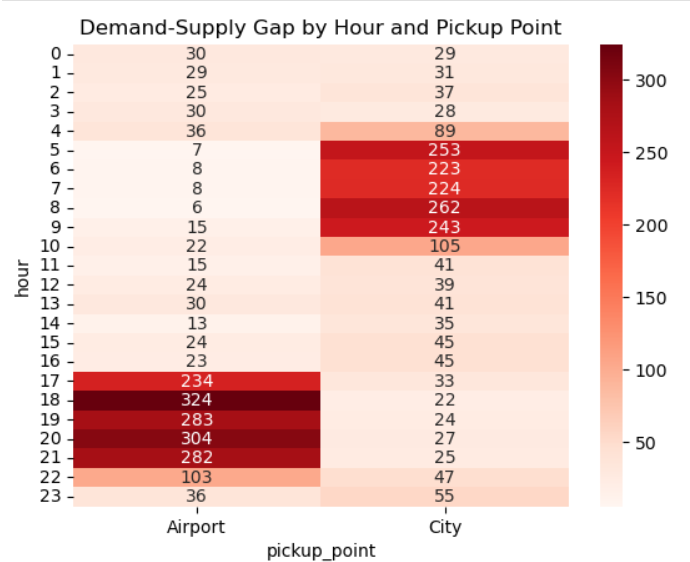 Demand-Supply Gap by Hour and Pickup Point
0 30 29
1 29 31
2 25 37
3 30 28
4 36 89
5 7 253
6 8 223
7 8 224
8 6 262
9 15 243
10 22 105
11 15 41
12 24 39
13 30 41
14 13 35
15 24 45
16 23 45
17 234 33
18 324 22
19 283 24
20 304 27
21 282 25
22 103 47
23 36 55
hour
Airport City
pickup_point
300
250
200
150
100
50